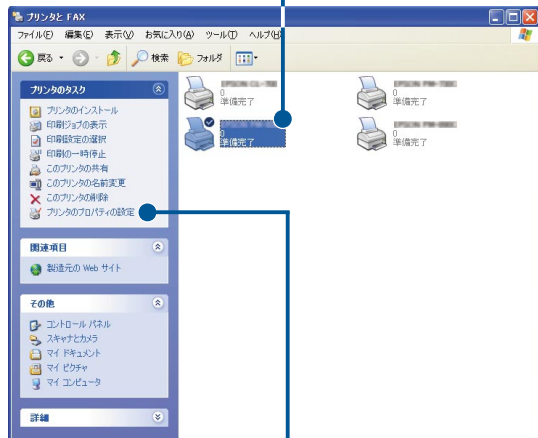 プリンタと FAX
ファイル(F) 編集(E) 表示(V) お気に入り(A) ツール(T) ヘルプ(H)
戻る 検索 フォルダ
プリンタのタスク
プリンタのインストール
印刷ジョブの表示
印刷設定の選択
印刷の一時停止
このプリンタの共有
このプリンタの名前変更
このプリンタの削除
プリンタのプロパティの設定
関連項目
製造元の Web サイト
その他
コントロール パネル
スキャナとカメラ
マイ ドキュメント
マイ ピクチャ
マイ コンピュータ
詳細
0
準備完了
0
準備完了
0
準備完了
0
準備完了